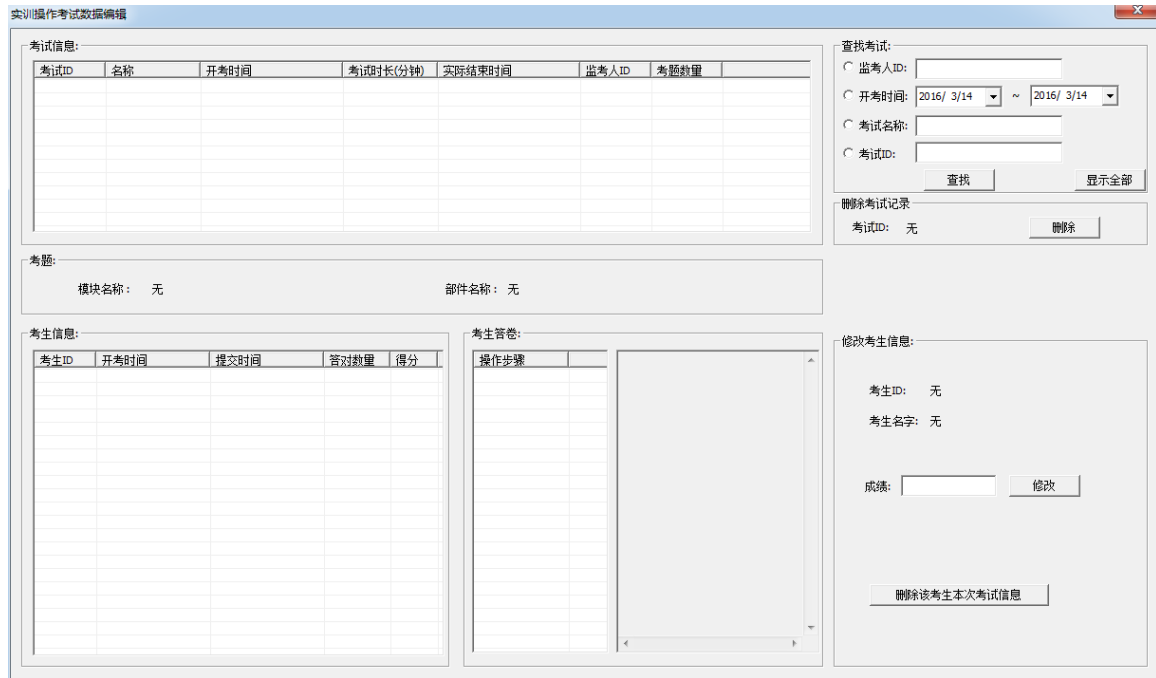 实训操作考试数据编辑
考试信息:
考试ID 名称 开考时间 考试时长(分钟) 实际结束时间 监考人ID 考题数量
查找考试:
监考人ID:
开考时间: 2016/ 3/14 ~ 2016/ 3/14
考试名称:
考试ID:
查找 显示全部
删除考试记录
考试ID: 无 删除
考题:
模块名称： 无 部件名称： 无
考生信息:
考生ID 开考时间 提交时间 答对数量 得分
考生答卷:
操作步骤
修改考生信息:
考生ID: 无
考生名字: 无
成绩: 修改
删除该考生本次考试信息